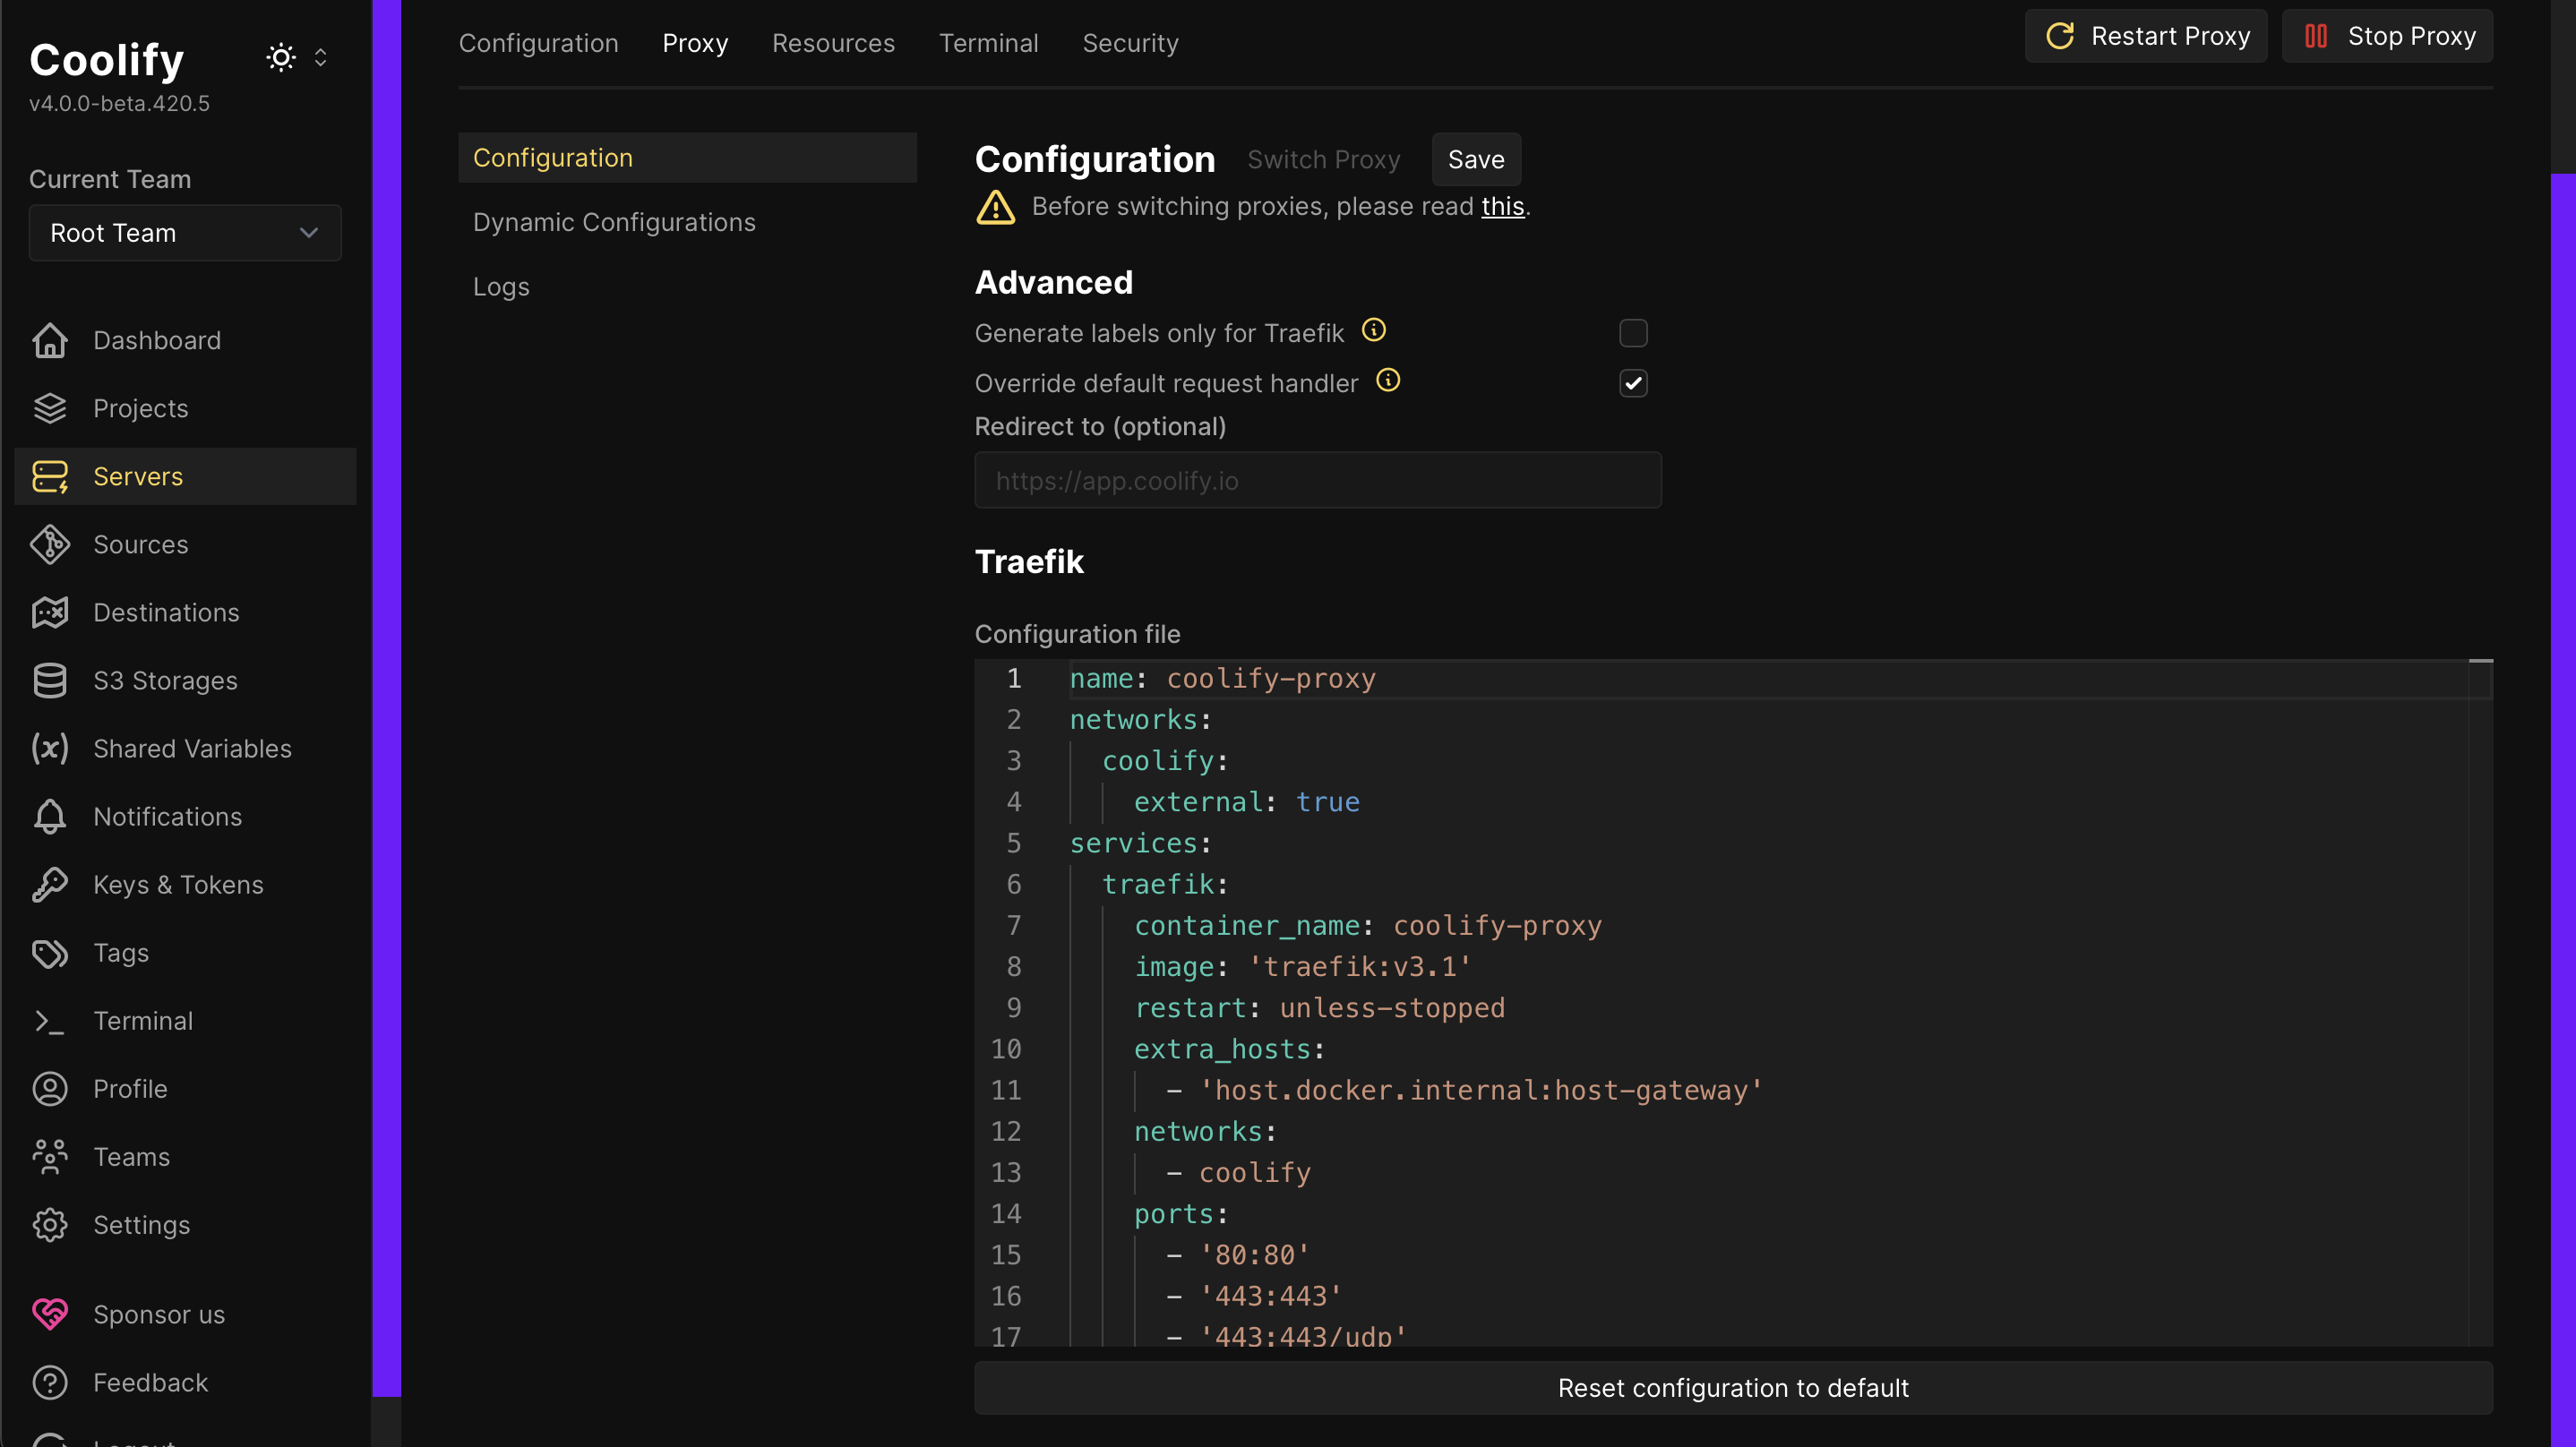 Coolify
v4.0.0-beta.420.5
Current Team
Root Team
Dashboard
Projects
Servers
Sources
Destinations
S3 Storages
Shared Variables
Notifications
Keys & Tokens
Tags
Terminal
Profile
Teams
Settings
Sponsor us
Feedback
Configuration
Proxy
Resources
Terminal
Security
Restart Proxy
Stop Proxy
Configuration
Dynamic Configurations
Logs
Configuration
Switch Proxy
Save
Before switching proxies, please read this.
Advanced
Generate labels only for Traefik
Override default request handler
Redirect to (optional)
https://app.coolify.io
Traefik
Configuration file
1 name: coolify-proxy
2 networks:
3 coolify:
4 external: true
5 services:
6 traefik:
7 container_name: coolify-proxy
8 image: 'traefik:v3.1'
9 restart: unless-stopped
10 extra_hosts:
11 - 'host.docker.internal:host-gateway'
12 networks:
13 - coolify
14 ports:
15 - '80:80'
16 - '443:443'
17 - '443:443/udp'
Reset configuration to default